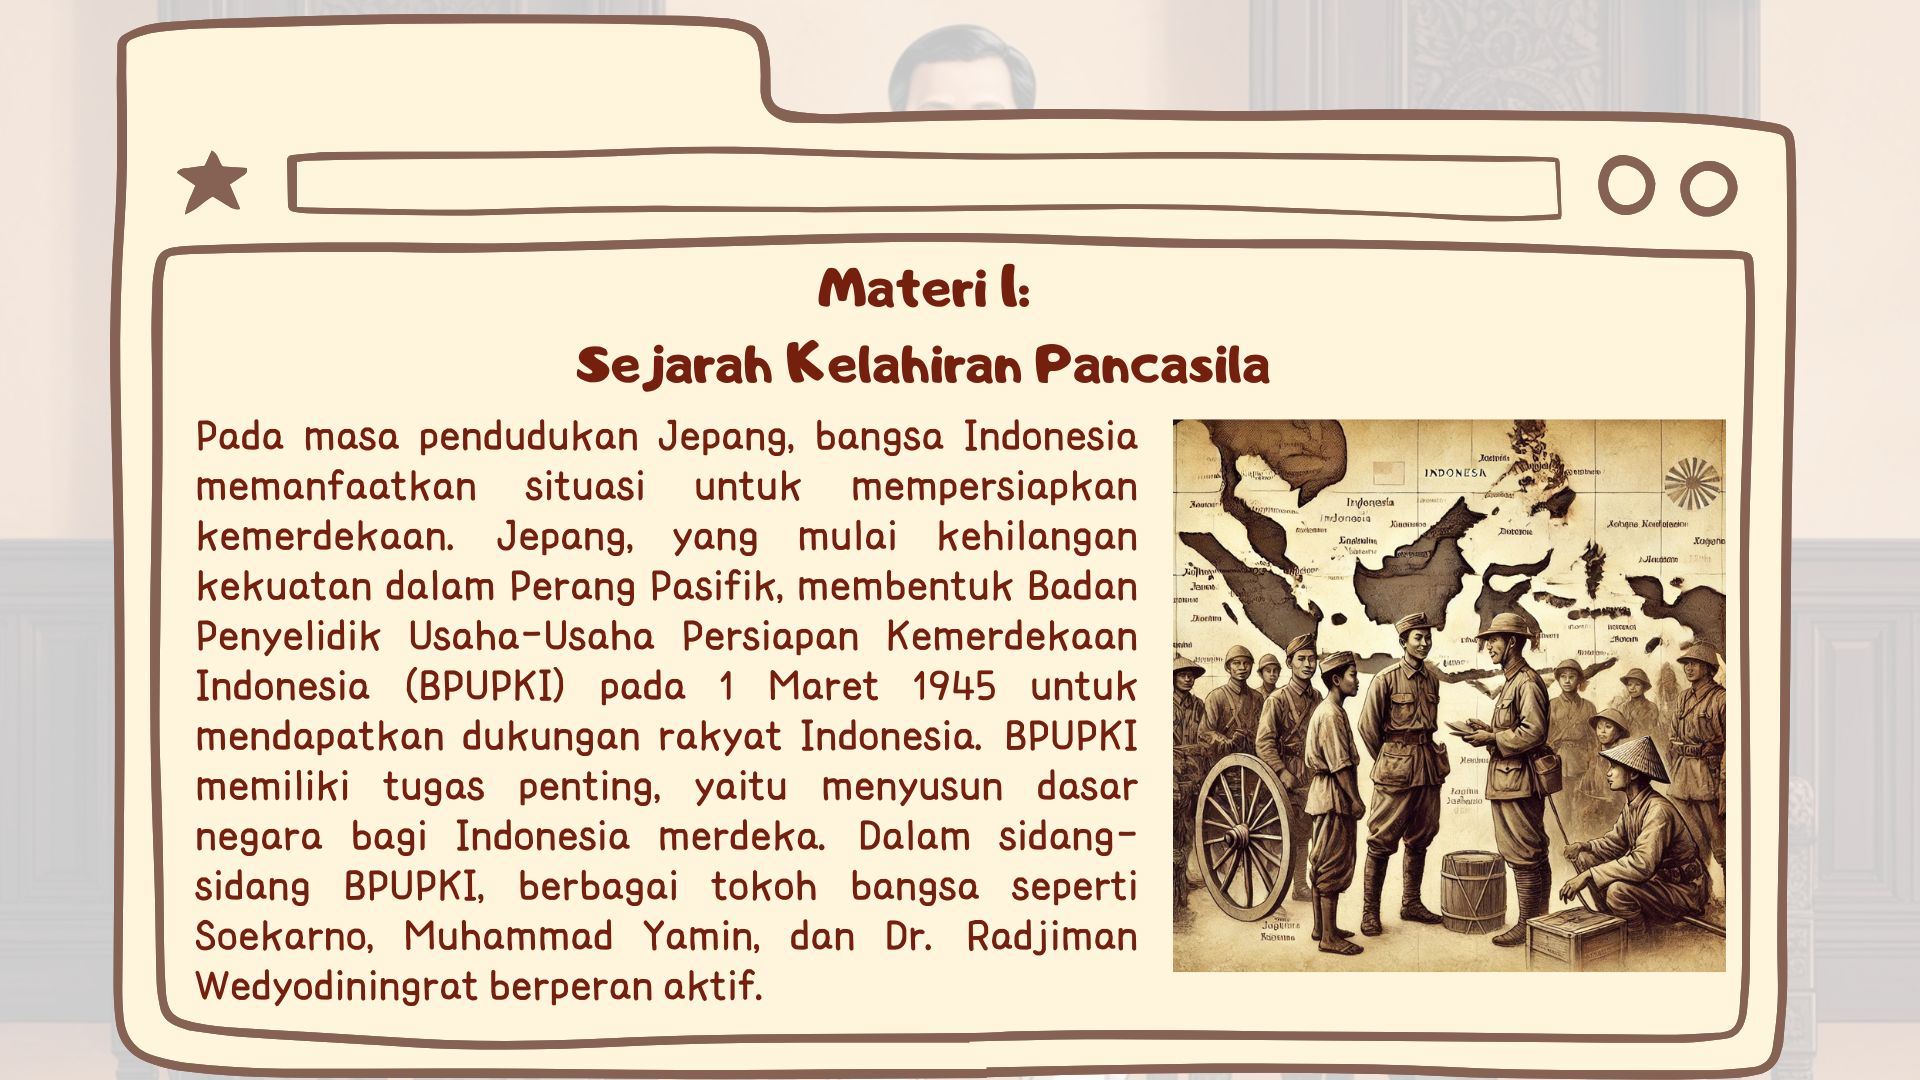 Materi 1:
Sejarah Kelahiran Pancasila
Pada masa pendudukan Jepang, bangsa Indonesia
memanfaatkan situasi untuk mempersiapkan
kemerdekaan. Jepang, yang mulai kehilangan
kekuatan dalam Perang Pasifik, membentuk Badan
Penyelidik Usaha-Usaha Persiapan Kemerdekaan
Indonesia (BPUPKI) pada 1 Maret 1945 untuk
mendapatkan dukungan rakyat Indonesia. BPUPKI
memiliki tugas penting, yaitu menyusun dasar
negara bagi Indonesia merdeka. Dalam sidang-
sidang BPUPKI, berbagai tokoh bangsa seperti
Soekarno, Muhammad Yamin, dan Dr. Radjiman
Wedyodiningrat berperan aktif.
INDONESA